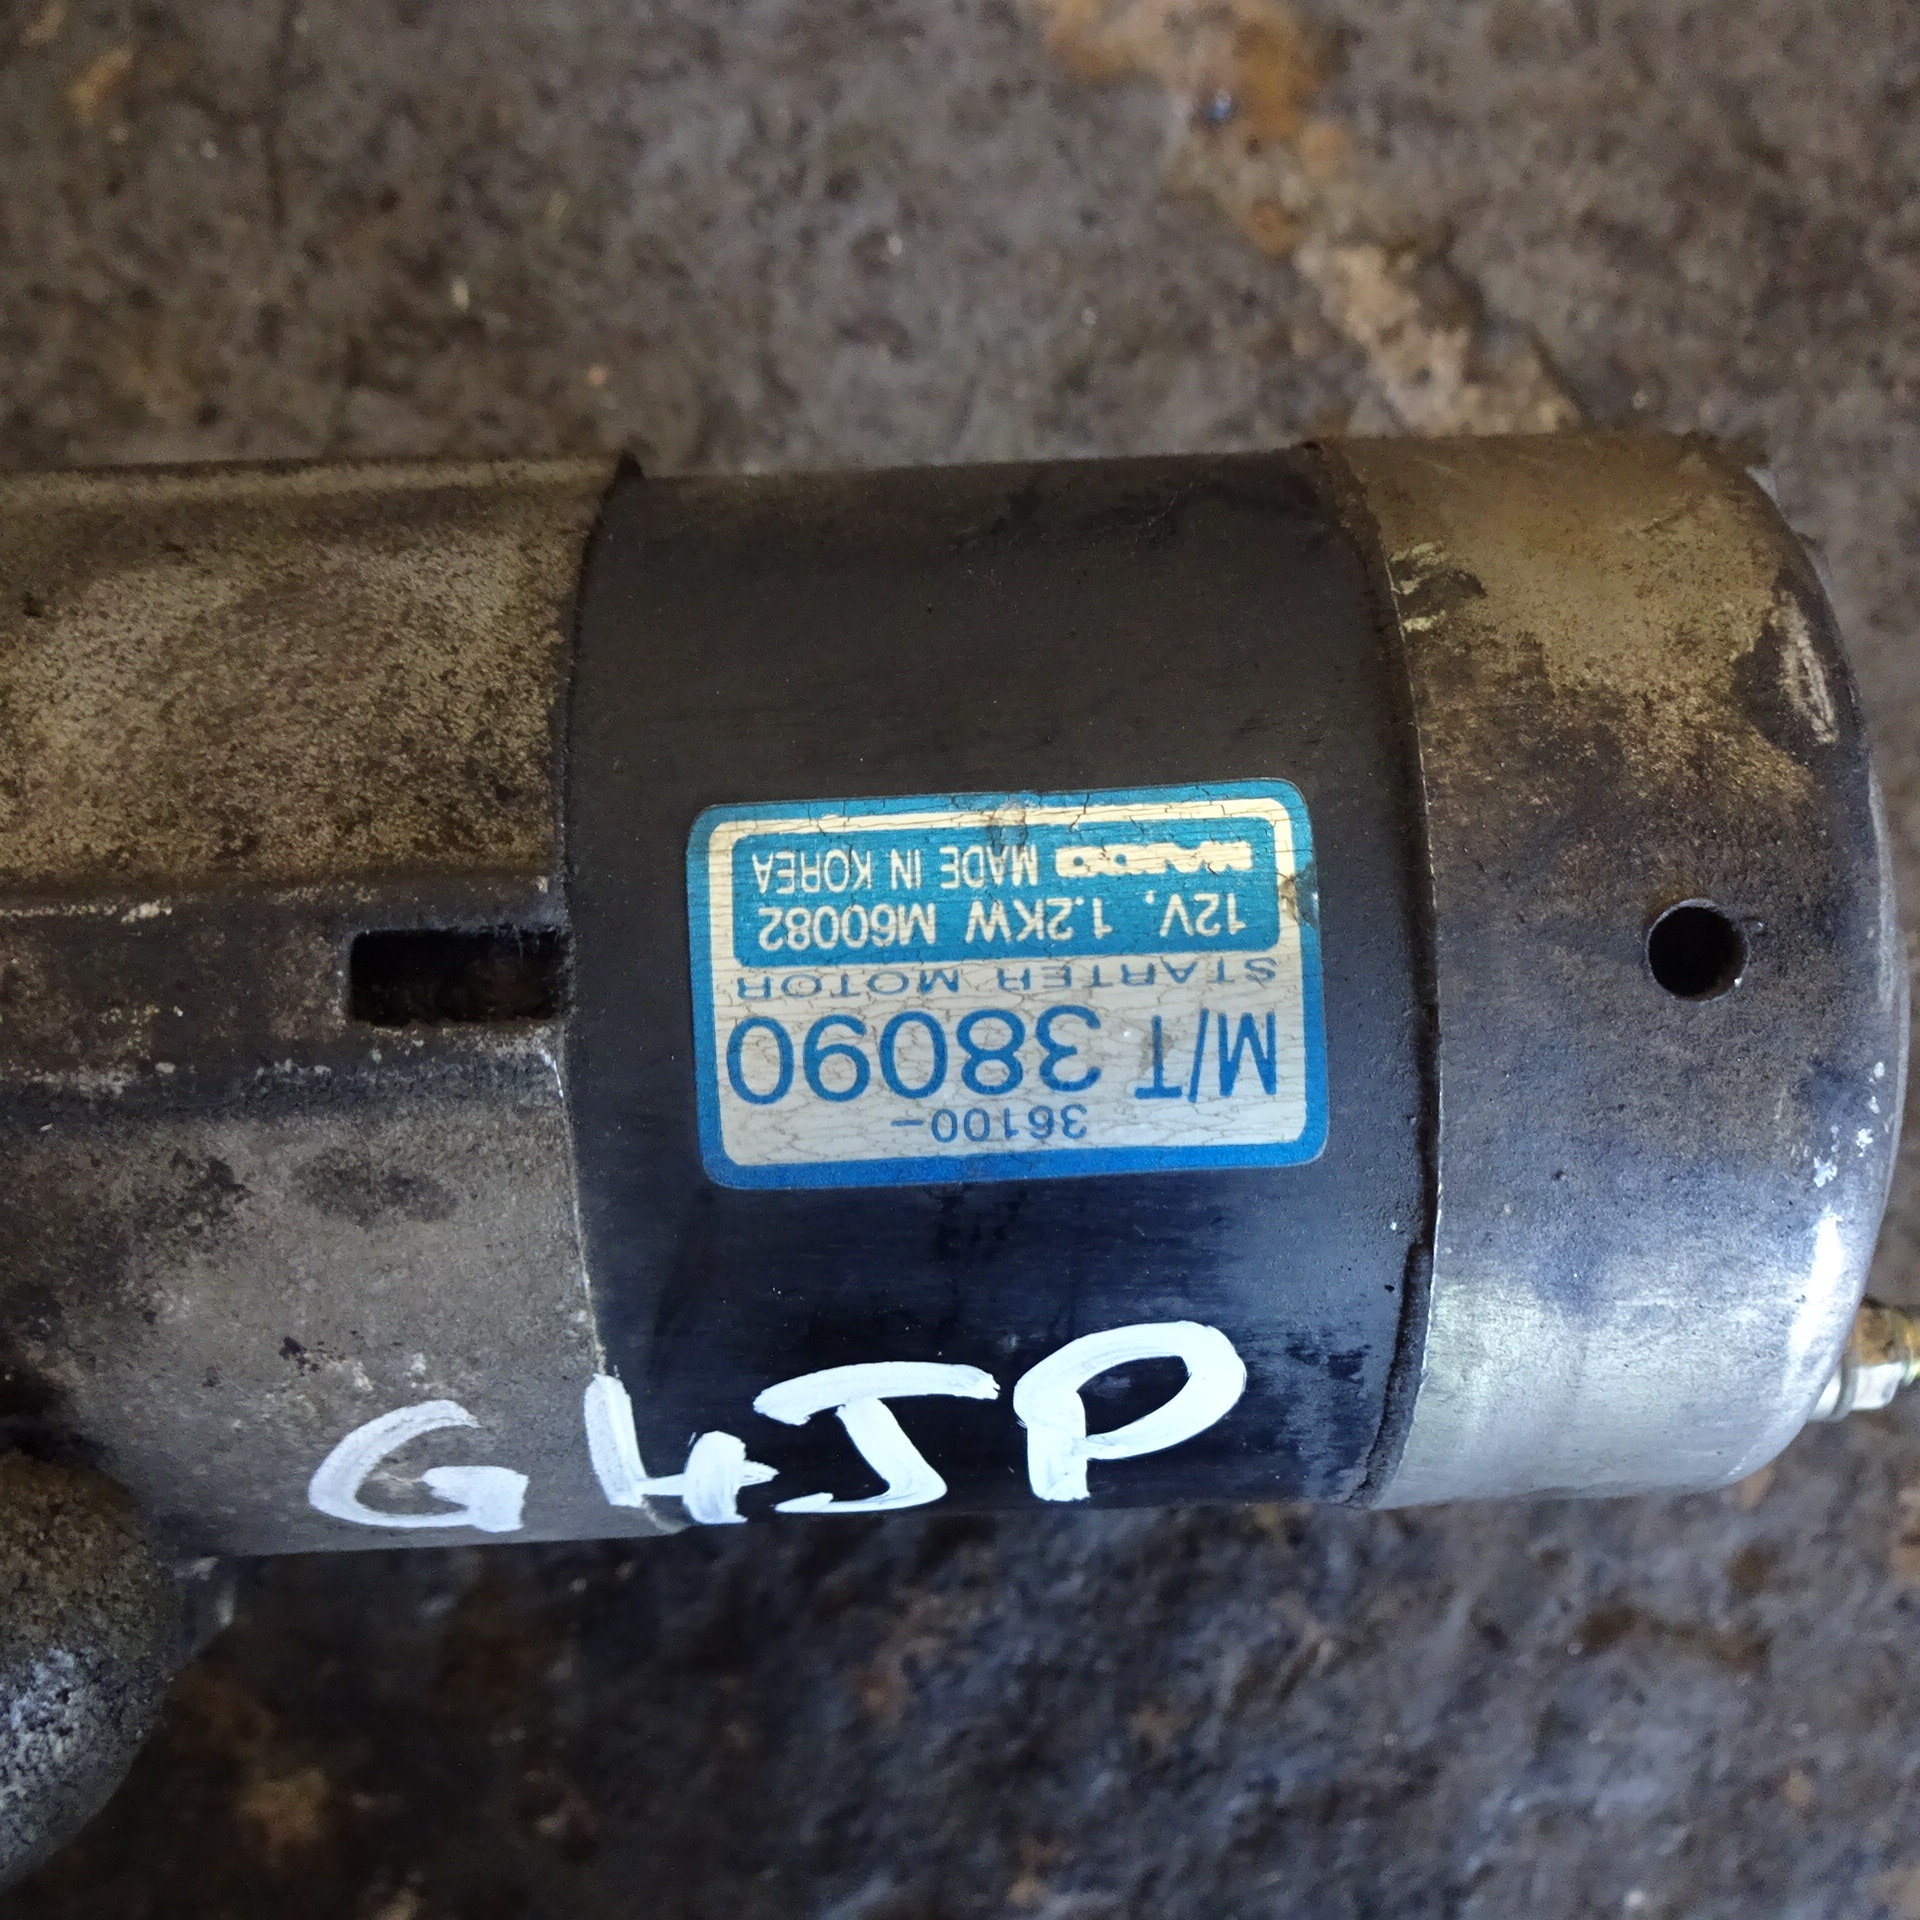 36100-
M/T 38090
STARTER MOTOR
12V, 1.2KW M60082
MANDO MADE IN KOREA
G4JP